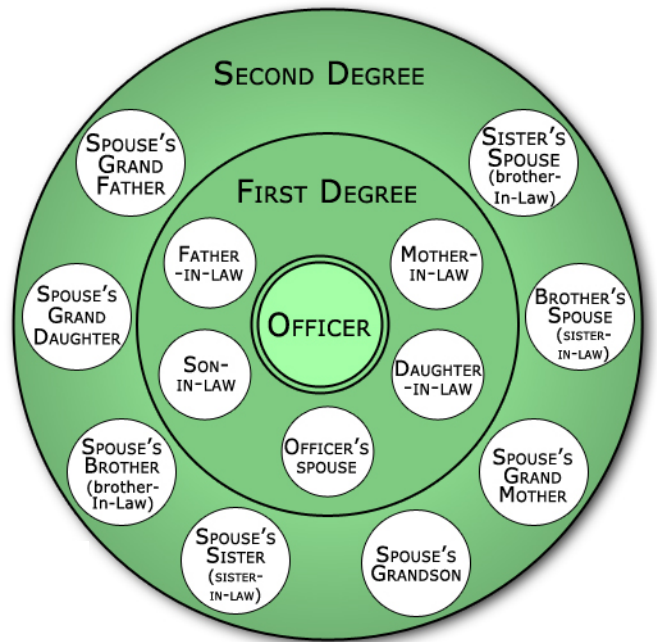 SECOND DEGREE
SPOUSE'S
GRAND
FATHER
SISTER'S
SPOUSE
(brother-
In-Law)
FIRST DEGREE
FATHER
-IN-LAW
MOTHER-
IN-LAW
OFFICER
SPOUSE'S
GRAND
DAUGHTER
BROTHER'S
SPOUSE
(SISTER-
IN-LAW)
SON-
IN-LAW
DAUGHTER
-IN-LAW
OFFICER'S
SPOUSE
SPOUSE'S
BROTHER
(brother-
In-Law)
SPOUSE'S
GRAND
MOTHER
SPOUSE'S
SISTER
(SISTER-
IN-LAW)
SPOUSE'S
GRANDSON